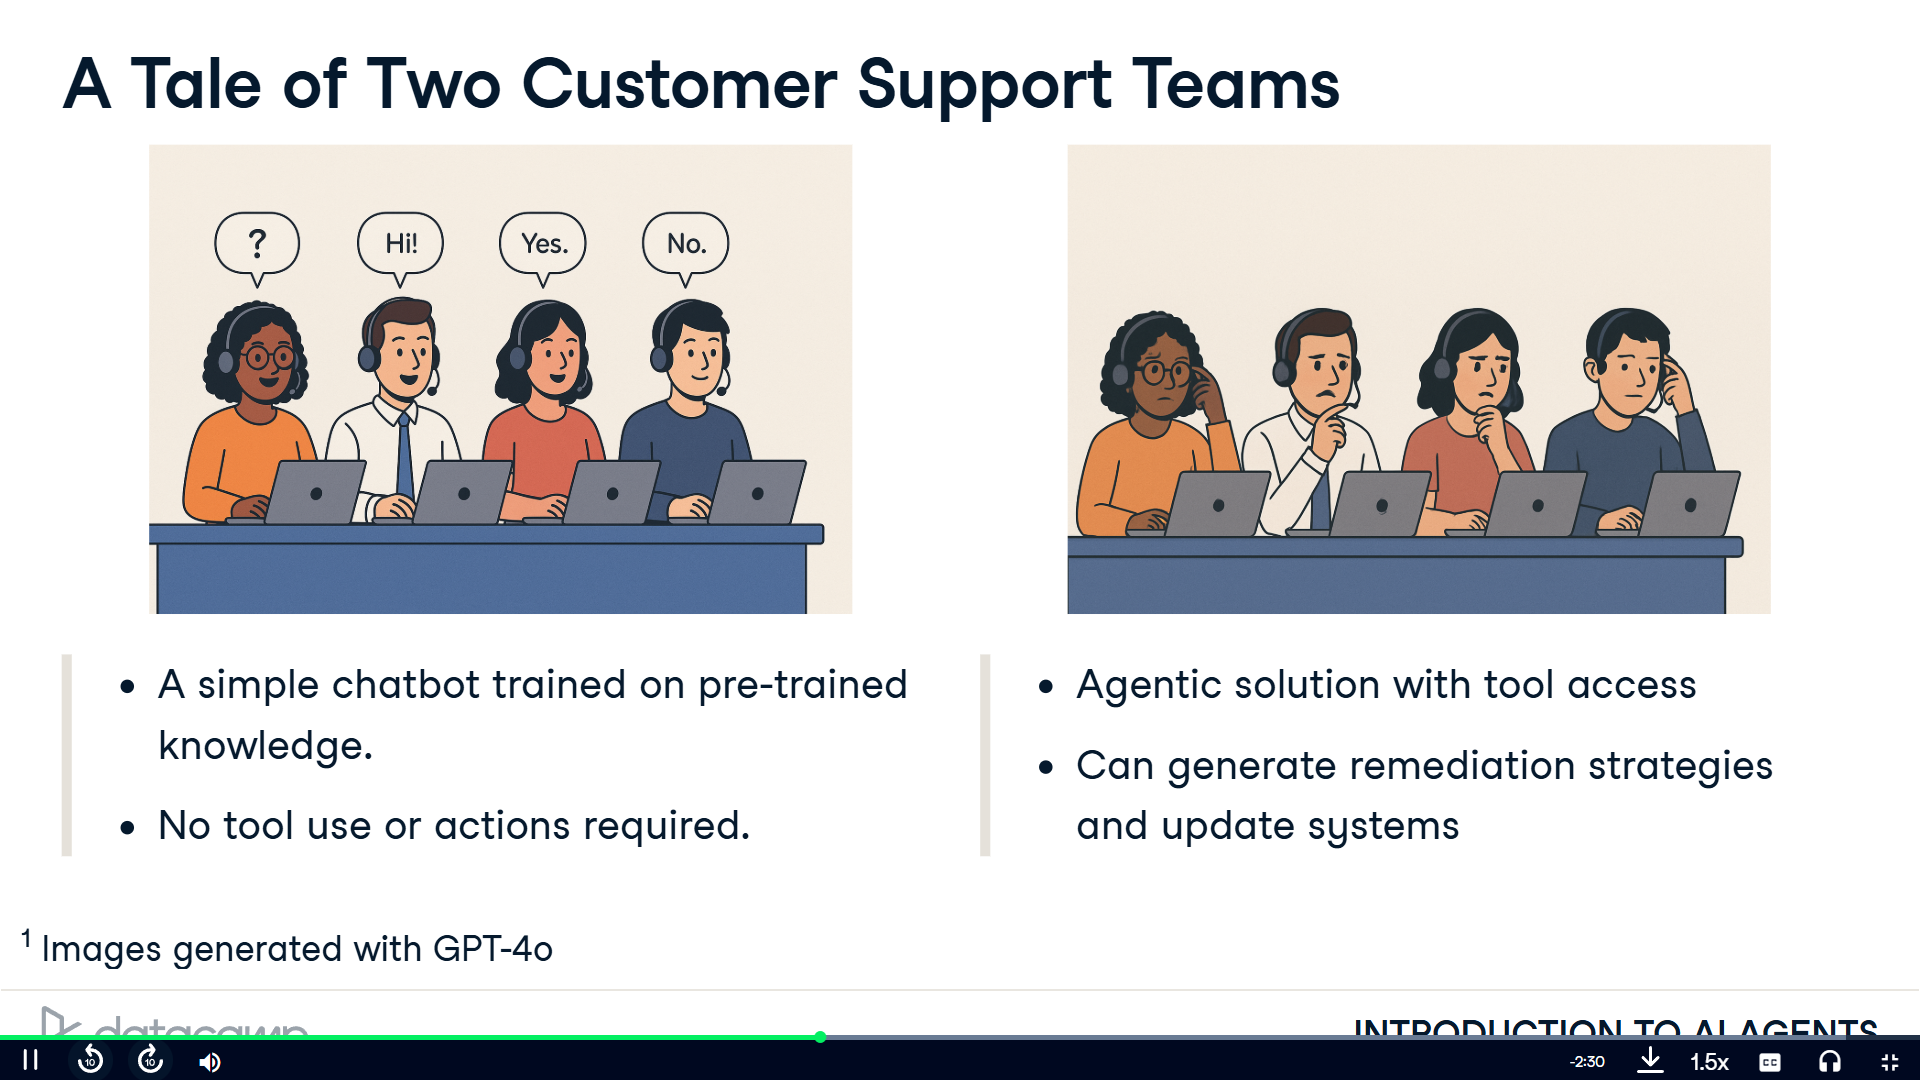 A Tale of Two Customer Support Teams
?
Hi!
Yes.
No.
• A simple chatbot trained on pre-trained
knowledge.
• No tool use or actions required.
• Agentic solution with tool access
• Can generate remediation strategies
and update systems
1 Images generated with GPT-4o
datacamp
INTRODUCTION TO AI AGENTS
10
10
-2:30
1.5x
CC